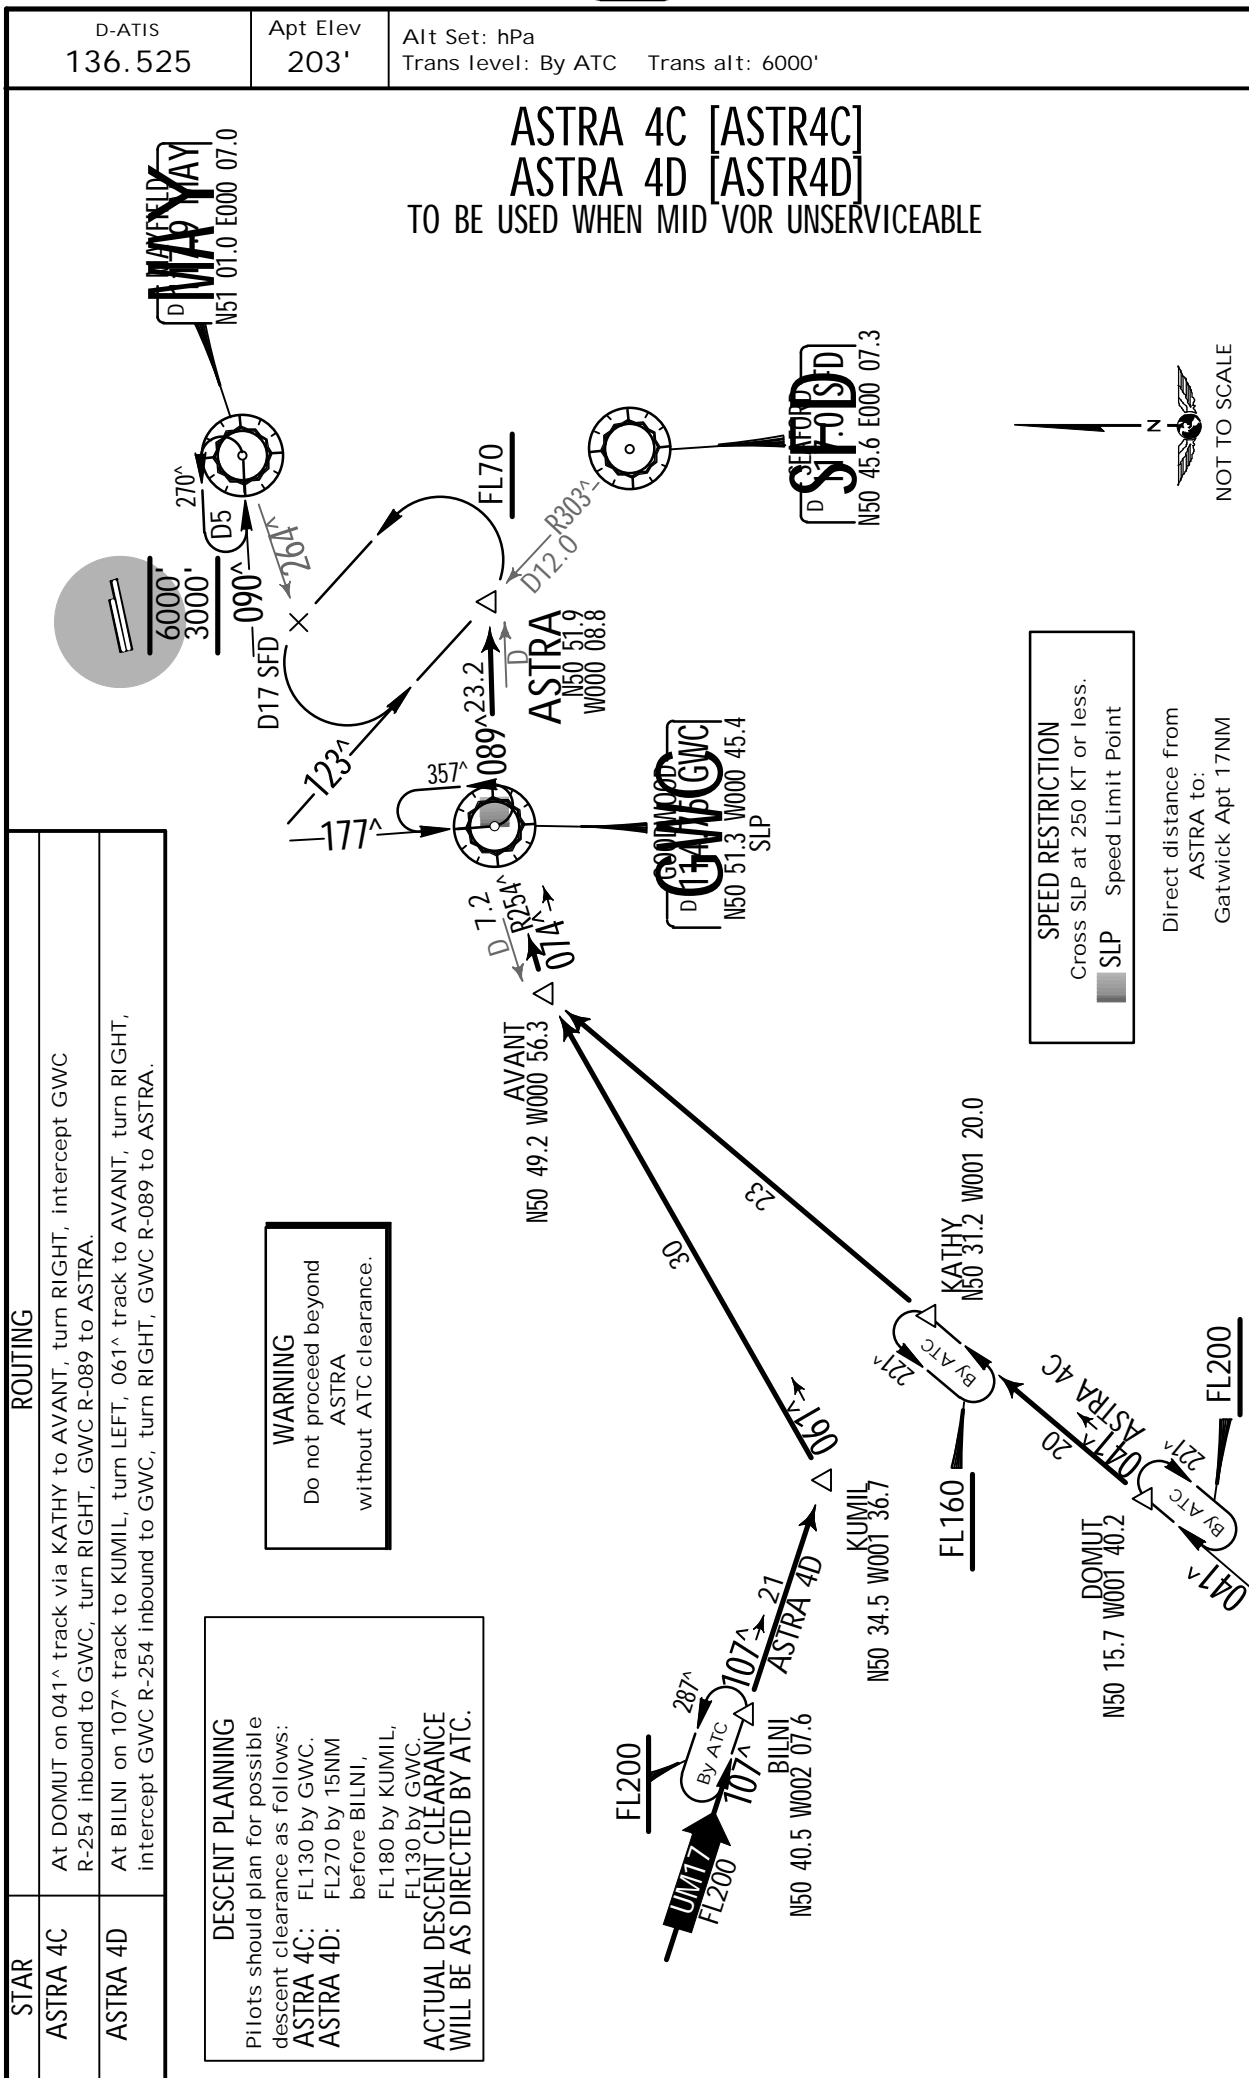 D-ATIS
136.525
Apt Elev
203'
Alt Set: hPa
Trans level: By ATC Trans alt: 6000'
ASTRA 4C [ASTR4C]
ASTRA 4D [ASTR4D]
TO BE USED WHEN MID VOR UNSERVICEABLE
MAYFIELD
D
MAY
N51 01.0 E000 07.0
270^
D5
6000'
3000'
090^
264^
D17 SFD
FL70
R303^
D12.0
SEAFORD
D 117.0 SFD
SFD
N50 45.6 E000 07.3
N
NOT TO SCALE
ASTRA
N50 51.9
W000 08.8
D
23.2
089^
123^
177^
357^
GOODWOOD
D
GWC
N50 51.3 W000 45.4
SLP
D 7.2
R254^
074^
AVANT
N50 49.2 W000 56.3
SPEED RESTRICTION
Cross SLP at 250 KT or less.
SLP Speed Limit Point
Direct distance from
ASTRA to:
Gatwick Apt 17NM
30
23
KATHY
N50 31.2 W001 20.0
221^
By ATC
FL160
061^
KUMIL
N50 34.5 W001 36.7
ASTRA 4C
20
041^
221^
By ATC
FL200
DOMUT
N50 15.7 W001 40.2
041^
107^
21
ASTRA 4D
287^
By ATC
FL200
107^
BILNI
N50 40.5 W002 07.6
UM17
FL200
STAR
ROUTING
ASTRA 4C
At DOMUT on 041^ track via KATHY to AVANT, turn RIGHT, intercept GWC
R-254 inbound to GWC, turn RIGHT, GWC R-089 to ASTRA.
ASTRA 4D
At BILNI on 107^ track to KUMIL, turn LEFT, 061^ track to AVANT, turn RIGHT,
intercept GWC R-254 inbound to GWC, turn RIGHT, GWC R-089 to ASTRA.
WARNING
Do not proceed beyond
ASTRA
without ATC clearance.
DESCENT PLANNING
Pilots should plan for possible
descent clearance as follows:
ASTRA 4C: FL130 by GWC.
ASTRA 4D: FL270 by 15NM
before BILNI,
FL180 by KUMIL,
FL130 by GWC.
ACTUAL DESCENT CLEARANCE
WILL BE AS DIRECTED BY ATC.